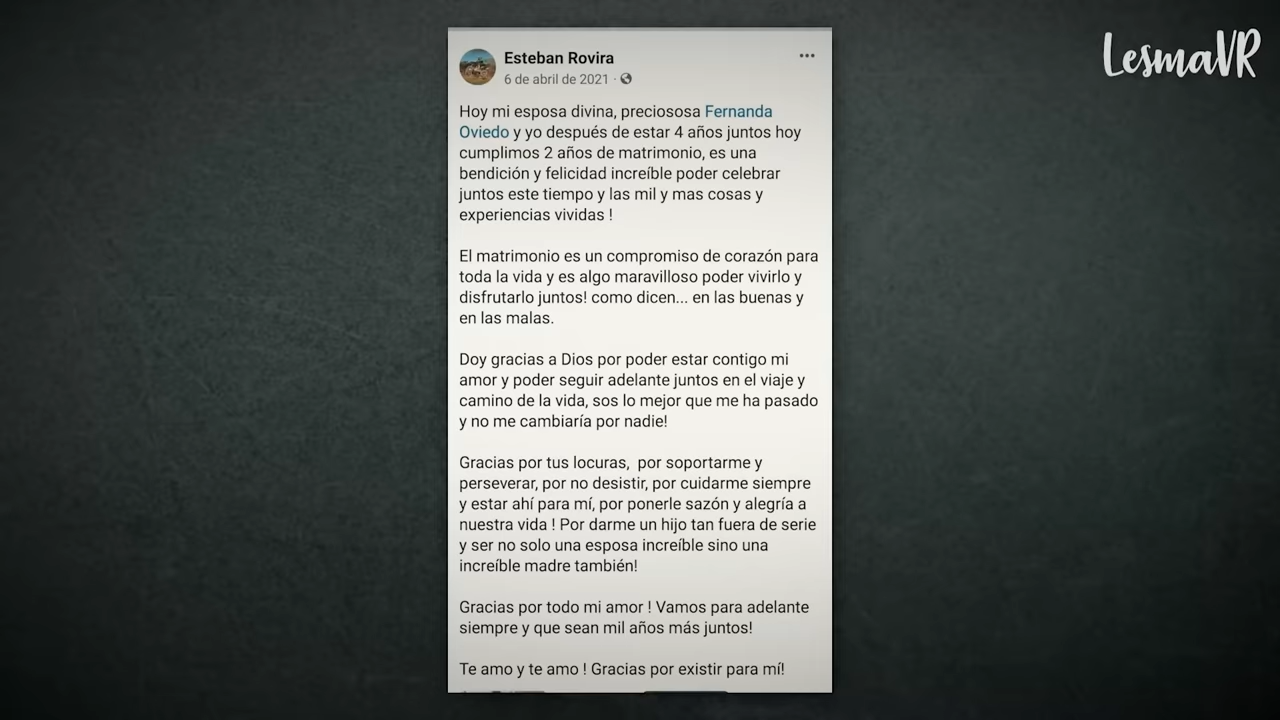 LesmaVR
Esteban Rovira
6 de abril de 2021 ·
Hoy mi esposa divina, preciososa Fernanda
Oviedo y yo después de estar 4 años juntos hoy
cumplimos 2 años de matrimonio, es una
bendición y felicidad increíble poder celebrar
juntos este tiempo y las mil y mas cosas y
experiencias vividas !
El matrimonio es un compromiso de corazón para
toda la vida y es algo maravilloso poder vivirlo y
disfrutarlo juntos! como dicen... en las buenas y
en las malas.
Doy gracias a Dios por poder estar contigo mi
amor y poder seguir adelante juntos en el viaje y
camino de la vida, sos lo mejor que me ha pasado
y no me cambiaría por nadie!
Gracias por tus locuras,  por soportarme y
perseverar, por no desistir, por cuidarme siempre
y estar ahí para mí, por ponerle sazón y alegría a
nuestra vida ! Por darme un hijo tan fuera de serie
y ser no solo una esposa increíble sino una
increíble madre también!
Gracias por todo mi amor ! Vamos para adelante
siempre y que sean mil años más juntos!
Te amo y te amo ! Gracias por existir para mí!